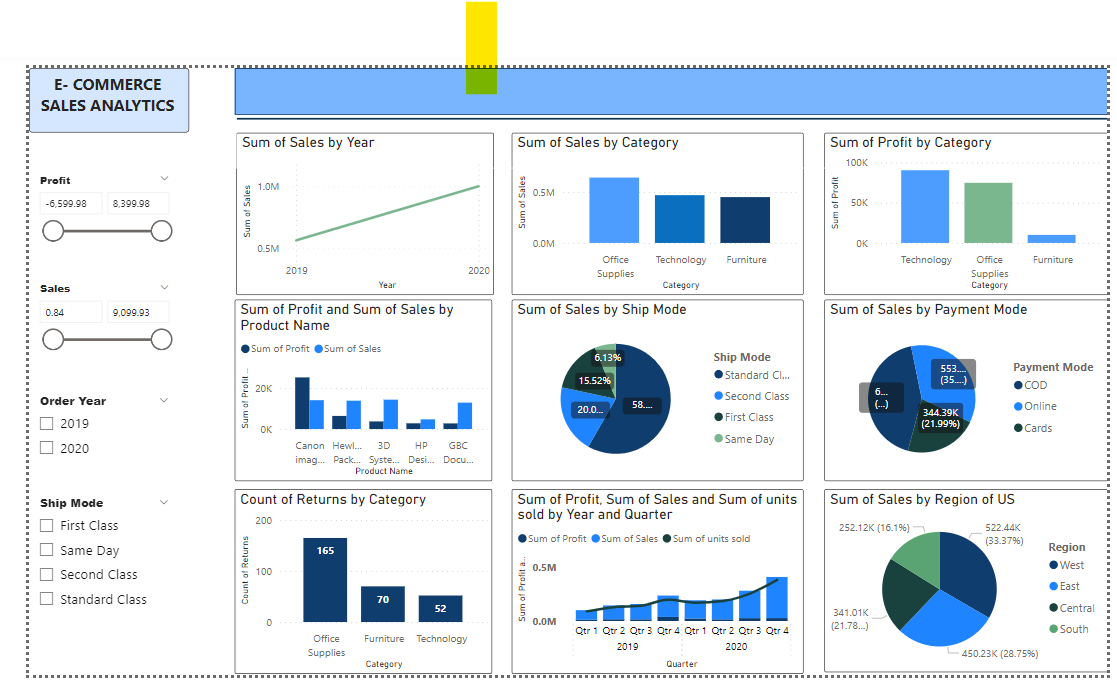 E- COMMERCE
SALES ANALYTICS
Profit
-6,599.98
8,399.98
Sales
0.84
9,099.93
Order Year
2019
2020
Ship Mode
First Class
Same Day
Second Class
Standard Class
Sum of Sales by Year
Sum of Sales
1.0M
0.5M
2019
2020
Year
Sum of Sales by Category
Sum of Sales
0.5M
0.0M
Office
Supplies
Technology
Furniture
Category
Sum of Profit by Category
Sum of Profit
100K
50K
0K
Technology
Office
Supplies
Furniture
Category
Sum of Profit and Sum of Sales by
Product Name
Sum of Profit
Sum of Sales
Sum of Profit ...
20K
0K
Canon
imag...
Hewl...
Pack...
3D
Syste...
HP
Desi...
GBC
Docu...
Product Name
Sum of Sales by Ship Mode
6.13%
15.52%
20.0...
58....
Ship Mode
Standard Cl...
Second Class
First Class
Same Day
Sum of Sales by Payment Mode
553....
(35....)
6...
(...)
344.39K
(21.99%)
Payment Mode
COD
Online
Cards
Count of Returns by Category
Count of Returns
200
100
0
165
70
52
Office
Supplies
Furniture
Technology
Category
Sum of Profit, Sum of Sales and Sum of units
sold by Year and Quarter
Sum of Profit
Sum of Sales
Sum of units sold
Sum of Profit a...
0.5M
0.0M
Qtr 1 Qtr 2 Qtr 3 Qtr 4 Qtr 1 Qtr 2 Qtr 3 Qtr 4
2019
2020
Quarter
Sum of Sales by Region of US
252.12K (16.1%)
522.44K
(33.37%)
341.01K
(21.78...)
450.23K (28.75%)
Region
West
East
Central
South